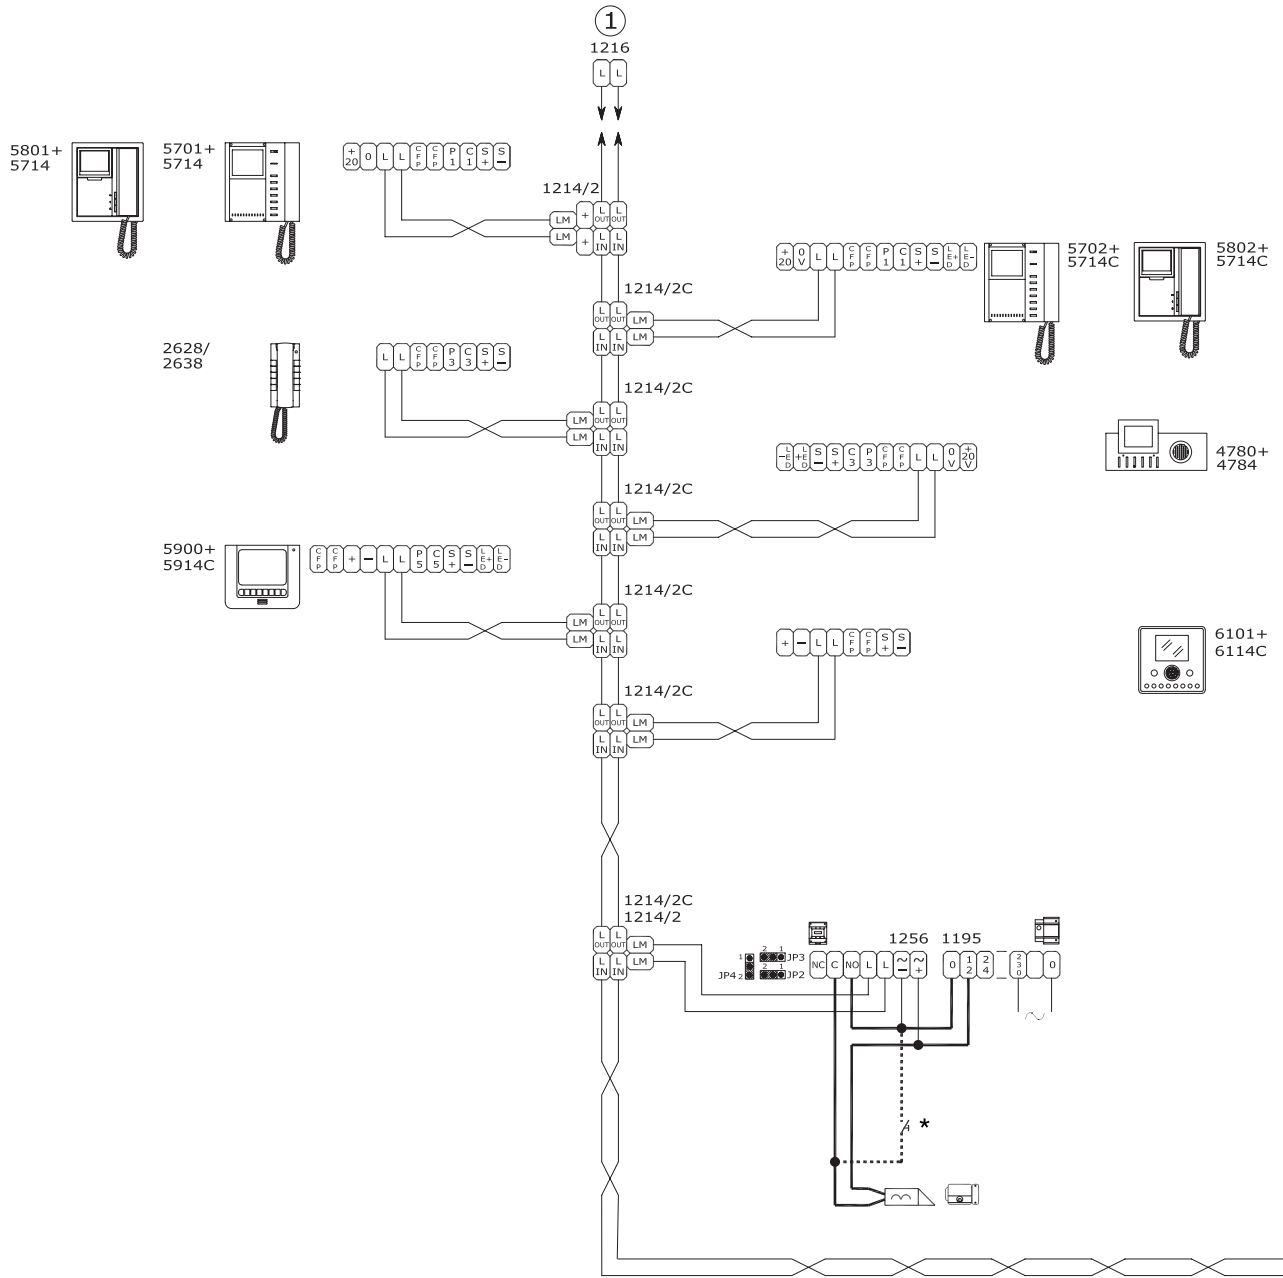 1
1216
L L
5801+
5714
5701+
5714
+20 0 L L CFP CFP P1 C1 S+ S−
1214/2
LM + L OUT L OUT
LM + L IN L IN
+20 0V L L CFP CFP P1 C1 S+ S− LE+D LE−D
5702+
5714C
5802+
5714C
1214/2C
L OUT L OUT LM
L IN L IN LM
2628/
2638
L L CFP CFP P3 C3 S+ S−
1214/2C
LM L OUT L OUT
LM L IN L IN
L−ED L+ED S− S+ C3 P3 CFP CFP L L 0V +20V
4780+
4784
1214/2C
L OUT L OUT LM
L IN L IN LM
5900+
5914C
CFP CFP + − L L P5 C5 S+ S− LE+D LE−D
1214/2C
LM L OUT L OUT
LM L IN L IN
+ − L L CFP CFP S+ S−
6101+
6114C
1214/2C
L OUT L OUT LM
L IN L IN LM
1214/2C
1214/2
L OUT L OUT LM
L IN L IN LM
1256 1195
1 2 JP4
2 1 JP3
2 1 JP2
NC C NO L L ~− ~+ 0 12 24 230 0
~
*